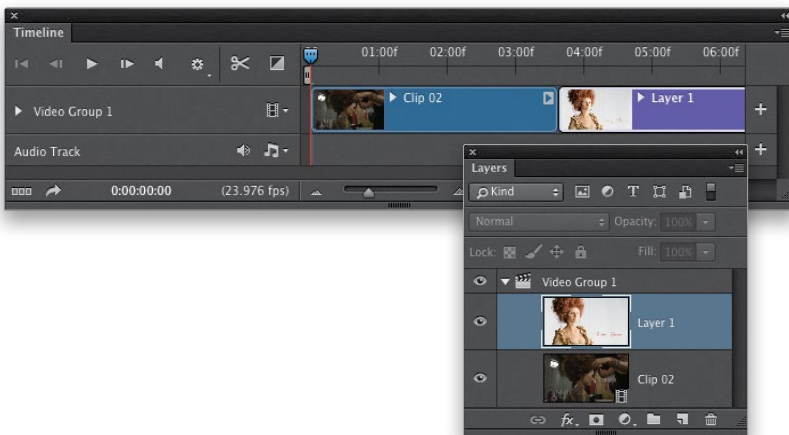 Timeline
01:00f 02:00f 03:00f 04:00f 05:00f 06:00f
Video Group 1
Clip 02
Layer 1
Audio Track
0:00:00:00 (23.976 fps)
Layers
Kind
Normal Opacity: 100%
Lock: Fill: 100%
Video Group 1
Layer 1
Clip 02
fx.